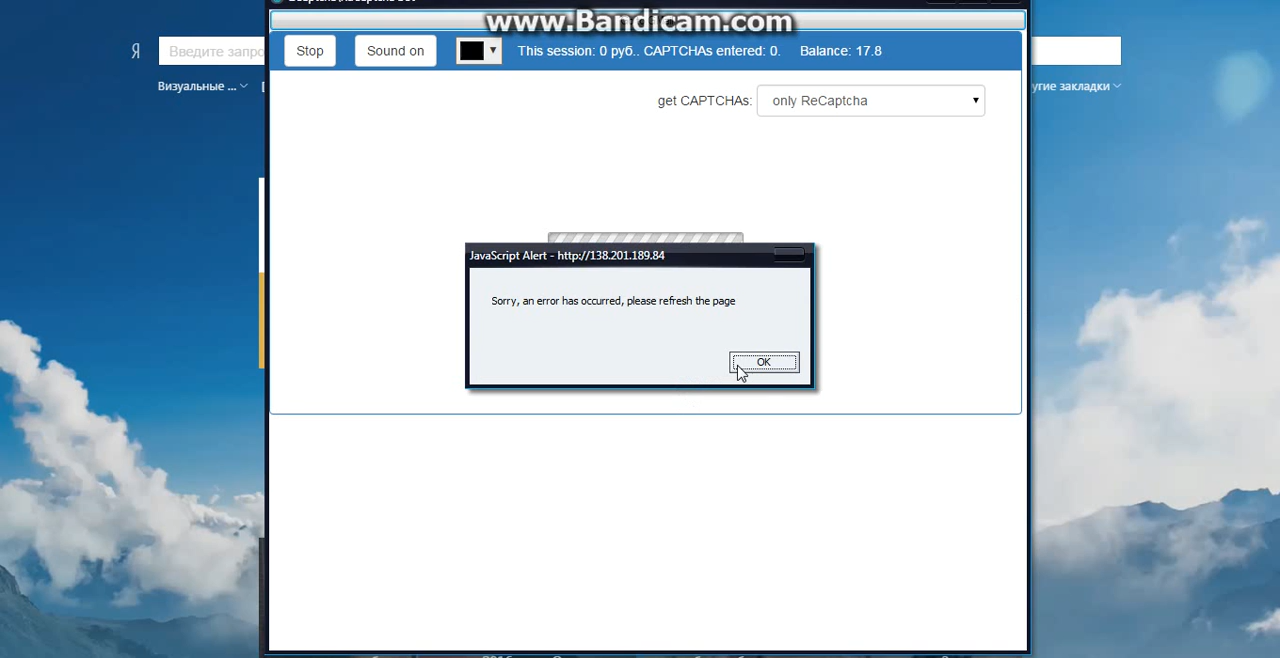 www.Bandicam.com
Я
Введите запро
Stop
Sound on
This session: 0 руб.. CAPTCHAs entered: 0.
Balance: 17.8
Визуальные ...
угие закладки
get CAPTCHAs:
only ReCaptcha
JavaScript Alert - http://138.201.189.84
Sorry, an error has occurred, please refresh the page
OK